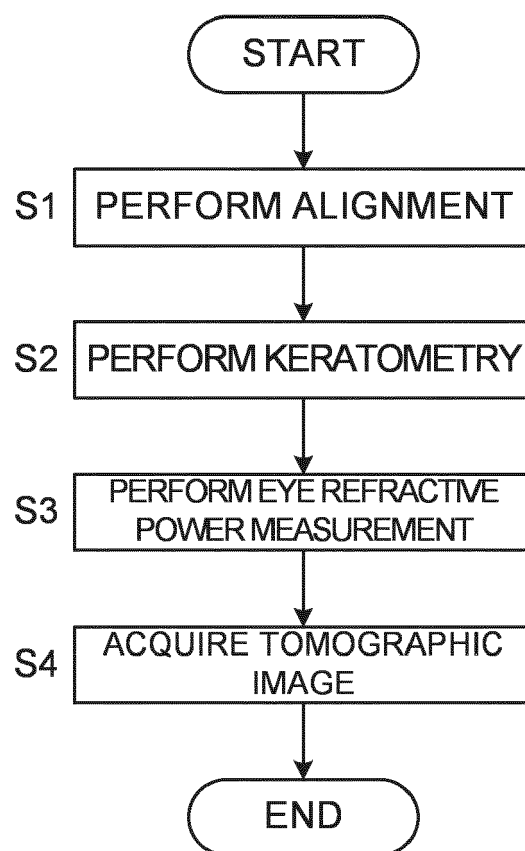 START
S1 PERFORM ALIGNMENT
S2 PERFORM KERATOMETRY
S3 PERFORM EYE REFRACTIVE
POWER MEASUREMENT
S4 ACQUIRE TOMOGRAPHIC
IMAGE
END